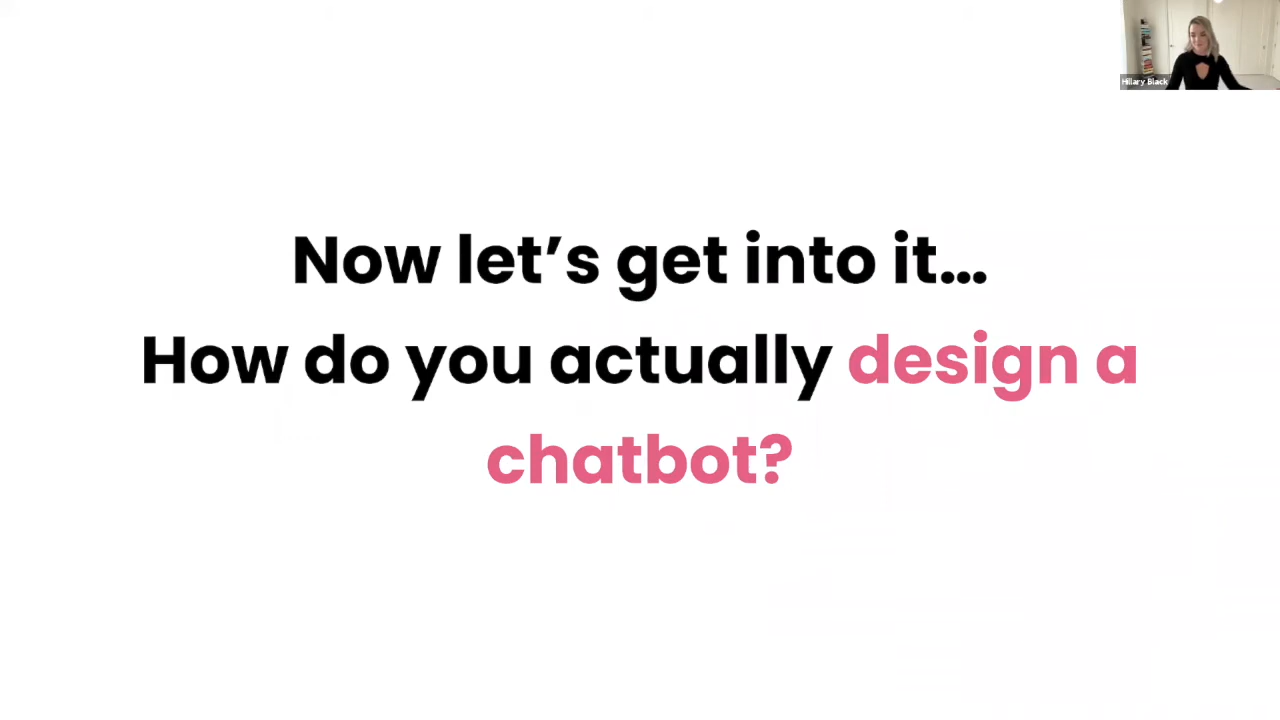 Hillary Black
Now let’s get into it...
How do you actually design a
chatbot?